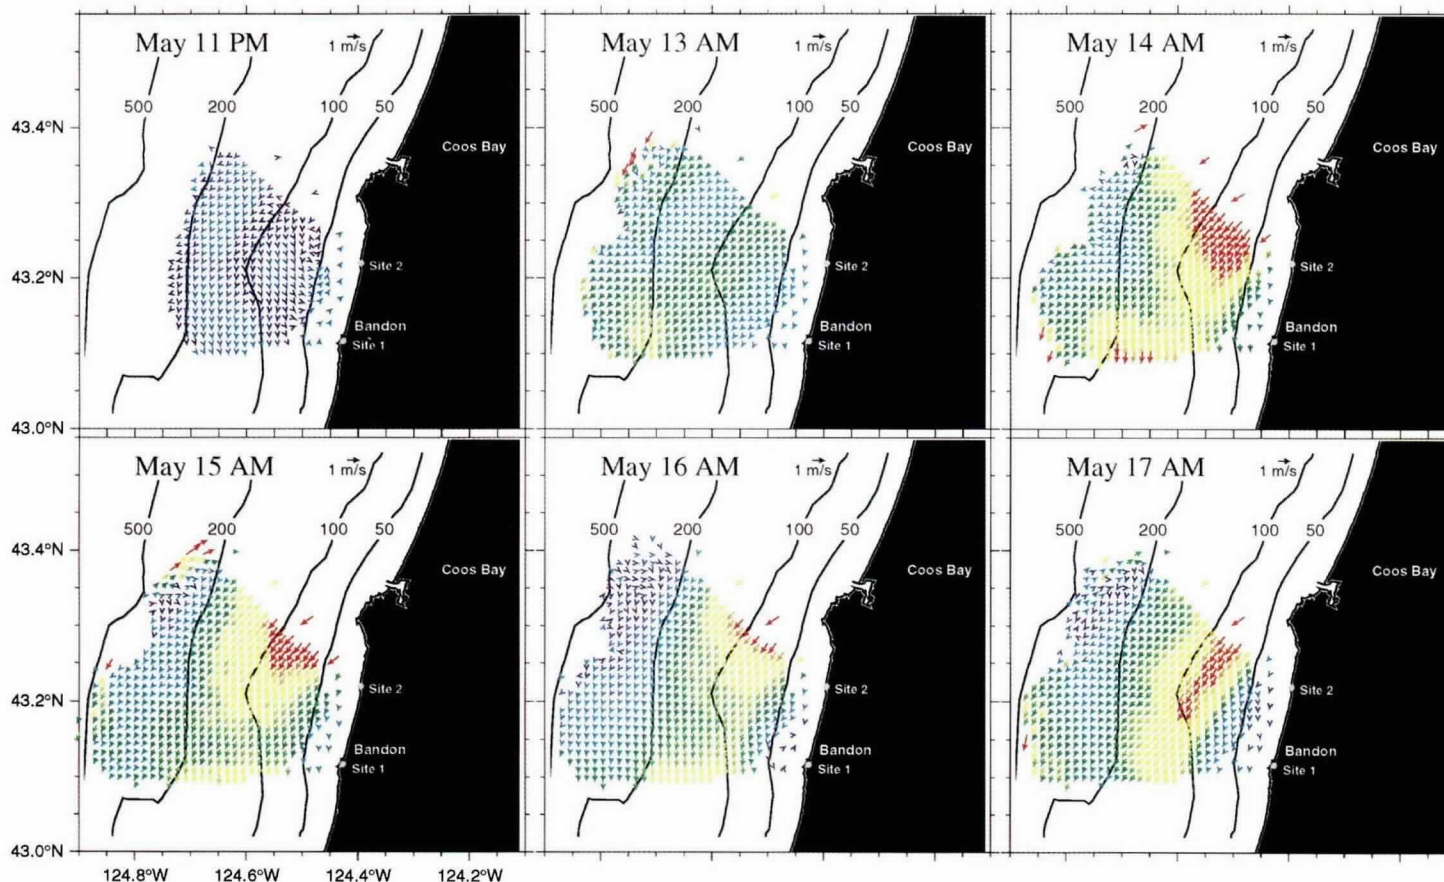 May 11 PM
1 m/s
500
200
100
50
43.4°N
Coos Bay
43.2°N
Site 2
Bandon
Site 1
43.0°N
May 13 AM
1 m/s
500
200
100
50
Coos Bay
Site 2
Bandon
Site 1
May 14 AM
1 m/s
500
200
100
50
Coos Bay
Site 2
Bandon
Site 1
May 15 AM
1 m/s
500
200
100
50
43.4°N
Coos Bay
43.2°N
Site 2
Bandon
Site 1
43.0°N
124.8°W
124.6°W
124.4°W
124.2°W
May 16 AM
1 m/s
500
200
100
50
Coos Bay
Site 2
Bandon
Site 1
May 17 AM
1 m/s
500
200
100
50
Coos Bay
Site 2
Bandon
Site 1